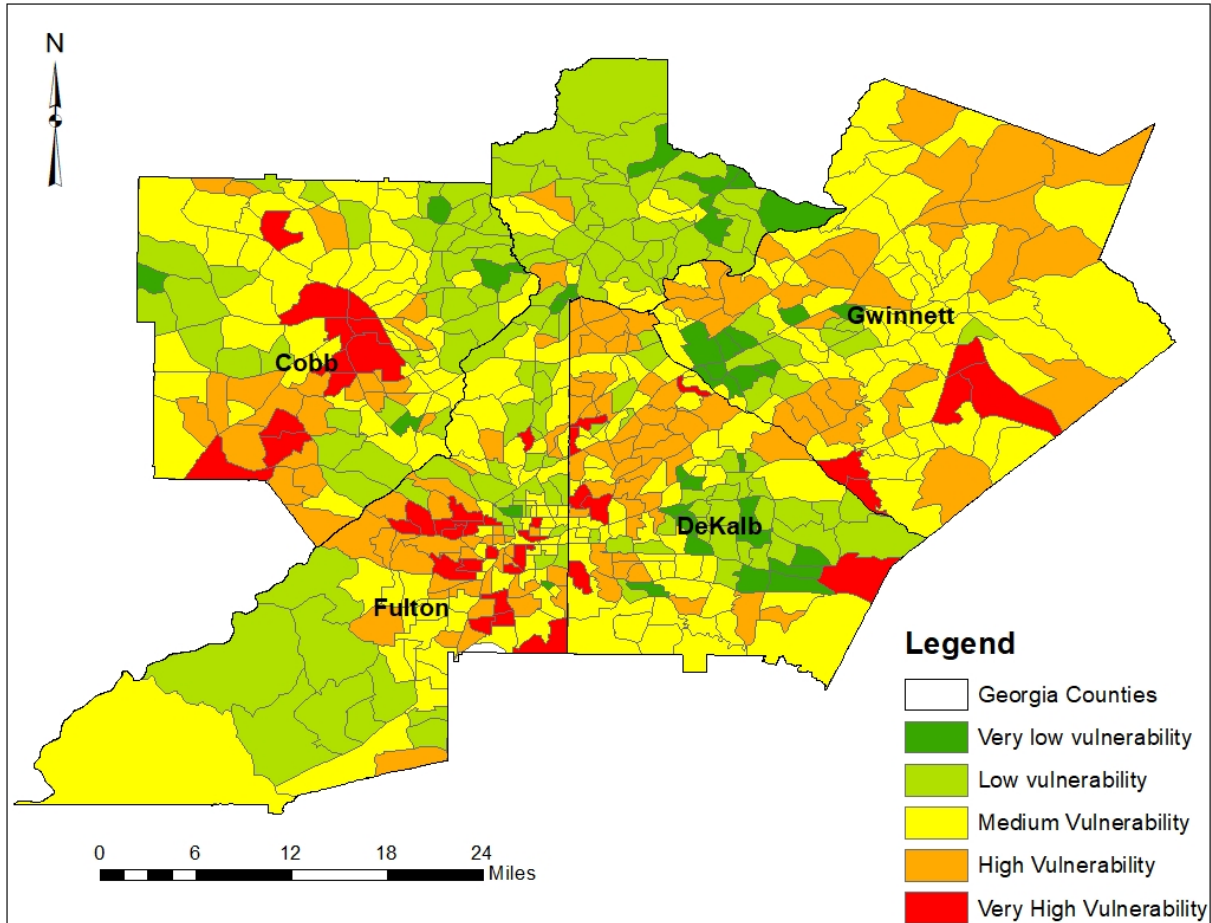 N
Gwinnett
Cobb
DeKalb
Fulton
Legend
Georgia Counties
Very low vulnerability
Low vulnerability
Medium Vulnerability
High Vulnerability
Very High Vulnerability
0 6 12 18 24
Miles